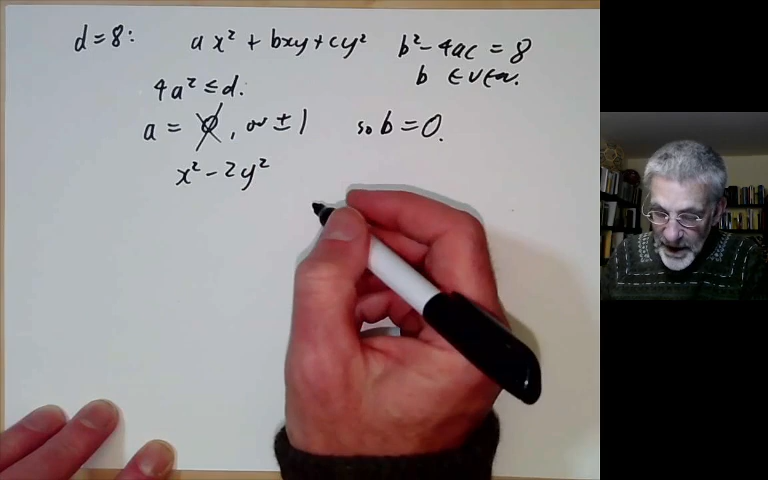 d = 8: ax² + bxy + cy² b² - 4ac = 8
b even.
4a² ≤ d.
a = 0, or ± 1 so b = 0.
x² - 2y²